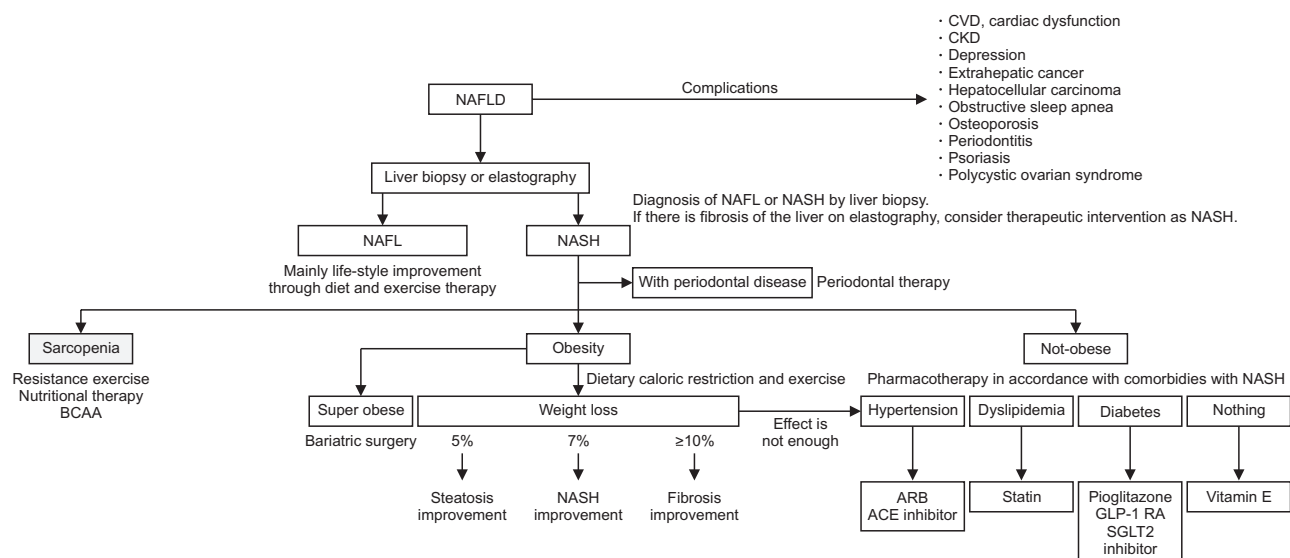 ・CVD, cardiac dysfunction
・CKD
・Depression
・Extrahepatic cancer
・Hepatocellular carcinoma
・Obstructive sleep apnea
・Osteoporosis
・Periodontitis
・Psoriasis
・Polycystic ovarian syndrome
Complications
NAFLD
Liver biopsy or elastography
Diagnosis of NAFL or NASH by liver biopsy.
If there is fibrosis of the liver on elastography, consider therapeutic intervention as NASH.
NAFL
NASH
Mainly life-style improvement
through diet and exercise therapy
With periodontal disease
Periodontal therapy
Sarcopenia
Resistance exercise
Nutritional therapy
BCAA
Obesity
Not-obese
Dietary caloric restriction and exercise
Pharmacotherapy in accordance with comorbidies with NASH
Super obese
Bariatric surgery
Weight loss
5%
7%
≥10%
Effect is
not enough
Steatosis
improvement
NASH
improvement
Fibrosis
improvement
Hypertension
Dyslipidemia
Diabetes
Nothing
ARB
ACE inhibitor
Statin
Pioglitazone
GLP-1 RA
SGLT2
inhibitor
Vitamin E